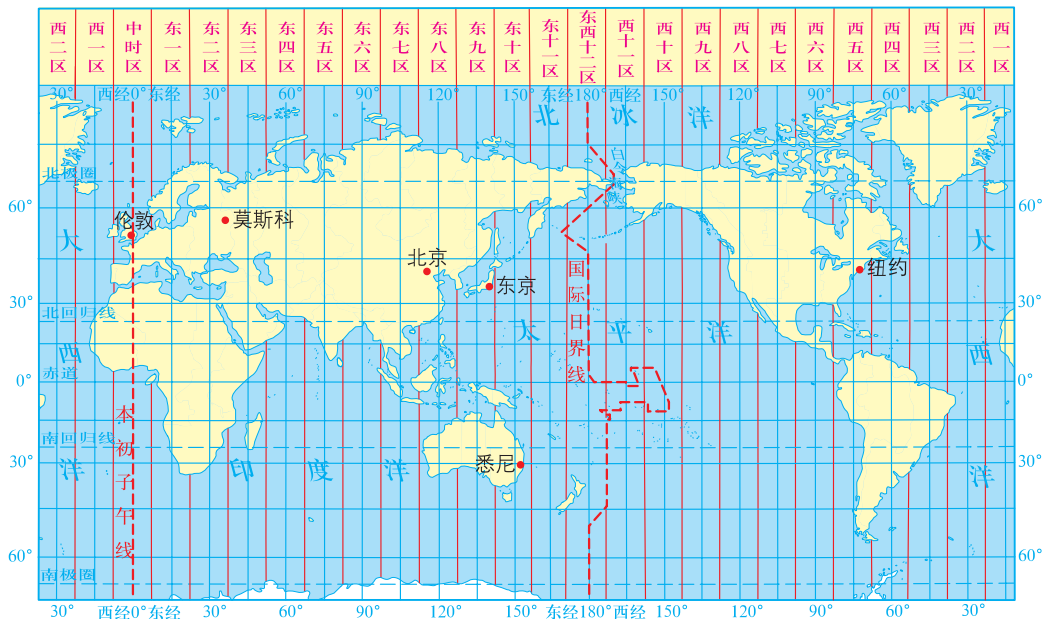 西二区 西一区 中时区 东一区 东二区 东三区 东四区 东五区 东六区 东七区 东八区 东九区 东十区 东十一区 东西十二区 西十一区 西十区 西九区 西八区 西七区 西六区 西五区 西四区 西三区 西二区 西一区
30° 西经0°东经 30° 60° 90° 120° 150° 东经180°西经 150° 120° 90° 60° 30°
北冰洋
白令海峡
北极圈
60° 60°
伦敦
莫斯科
大西洋
大西洋
北京
东京
纽约
国际日界线
30° 30°
北回归线
太平洋
赤道
0° 0°
本初子午线
南回归线
30° 30°
印度洋
悉尼
60° 60°
南极圈
30° 西经0°东经 30° 60° 90° 120° 150° 东经180°西经 150° 120° 90° 60° 30°